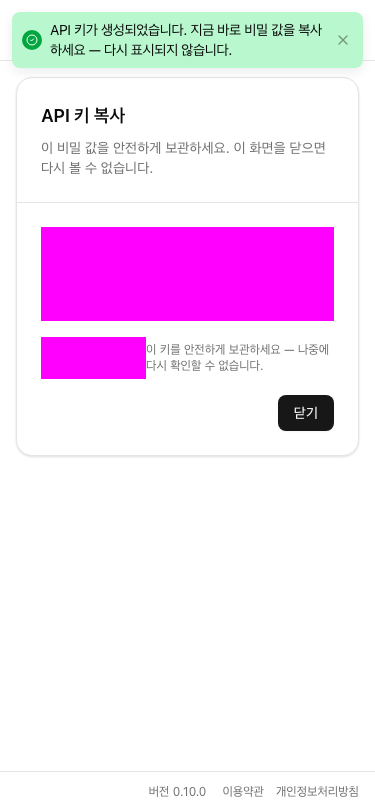 API 키가 생성되었습니다. 지금 바로 비밀 값을 복사
하세요 — 다시 표시되지 않습니다.
API 키 복사
이 비밀 값을 안전하게 보관하세요. 이 화면을 닫으면
다시 볼 수 없습니다.
이 키를 안전하게 보관하세요 — 나중에
다시 확인할 수 없습니다.
닫기
버전 0.10.0 이용약관 개인정보처리방침